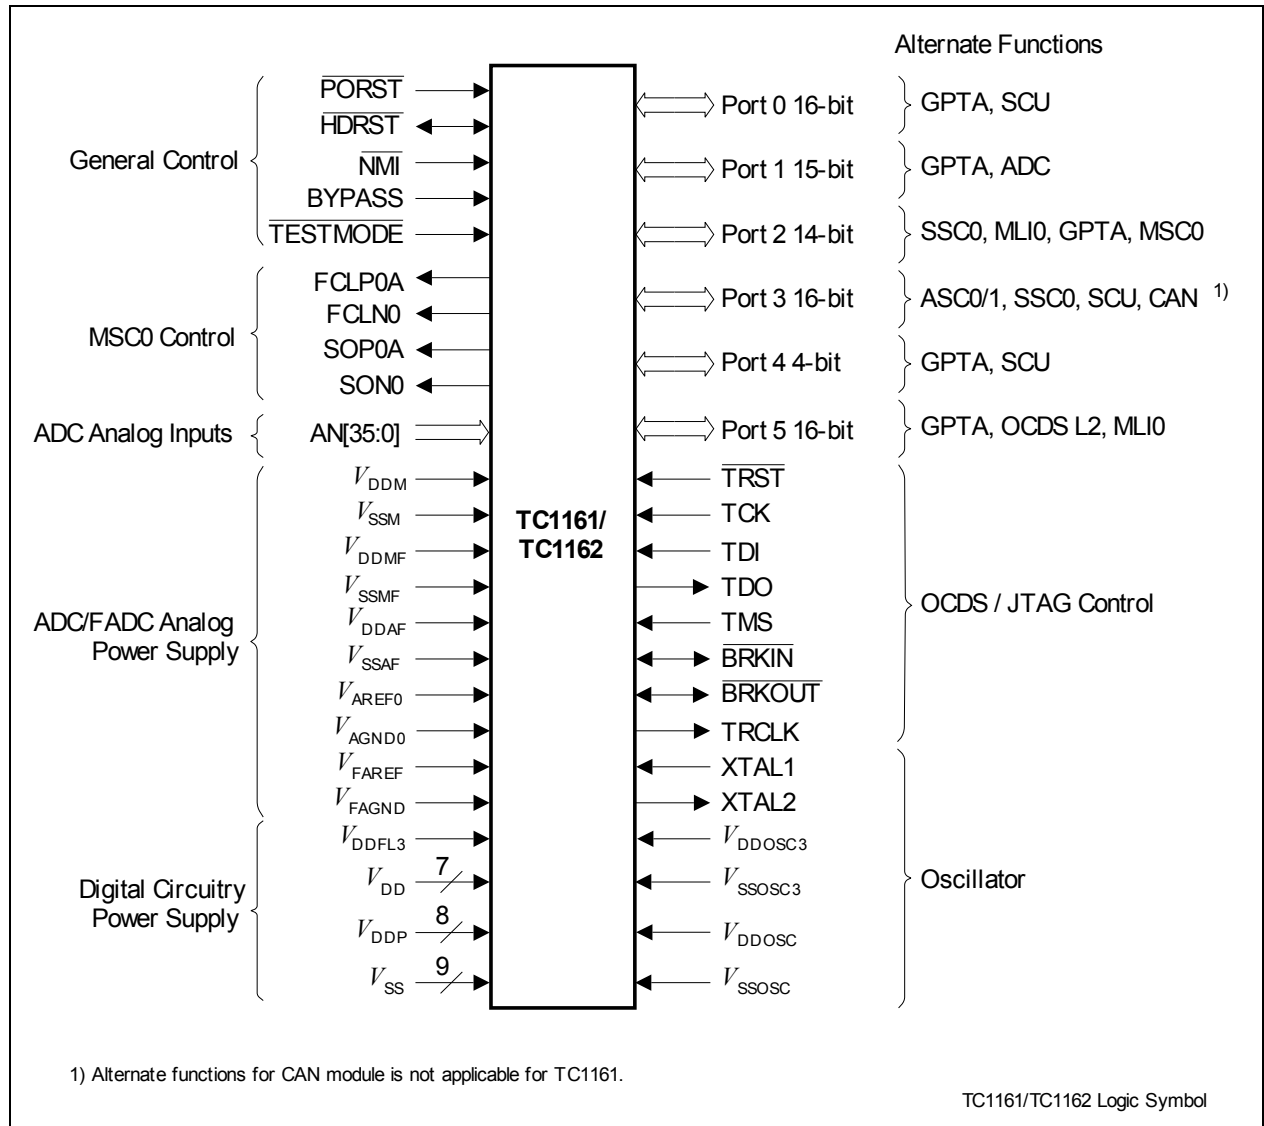 Alternate Functions
General Control
PORST
HDRST
NMI
BYPASS
TESTMODE
MSC0 Control
FCLP0A
FCLN0
SOP0A
SON0
ADC Analog Inputs
AN[35:0]
ADC/FADC Analog
Power Supply
VDDM
VSSM
VDDMF
VSSMF
VDDAF
VSSAF
VAREF0
VAGND0
VFAREF
VFAGND
Digital Circuitry
Power Supply
VDDFL3
VDD 7
VDDP 8
VSS 9
TC1161/
TC1162
Port 0 16-bit GPTA, SCU
Port 1 15-bit GPTA, ADC
Port 2 14-bit SSC0, MLI0, GPTA, MSC0
Port 3 16-bit ASC0/1, SSC0, SCU, CAN 1)
Port 4 4-bit GPTA, SCU
Port 5 16-bit GPTA, OCDS L2, MLI0
TRST
TCK
TDI
TDO
TMS
BRKIN
BRKOUT
TRCLK
OCDS / JTAG Control
XTAL1
XTAL2
VDDOSC3
VSSOSC3
VDDOSC
VSSOSC
Oscillator
1) Alternate functions for CAN module is not applicable for TC1161.
TC1161/TC1162 Logic Symbol